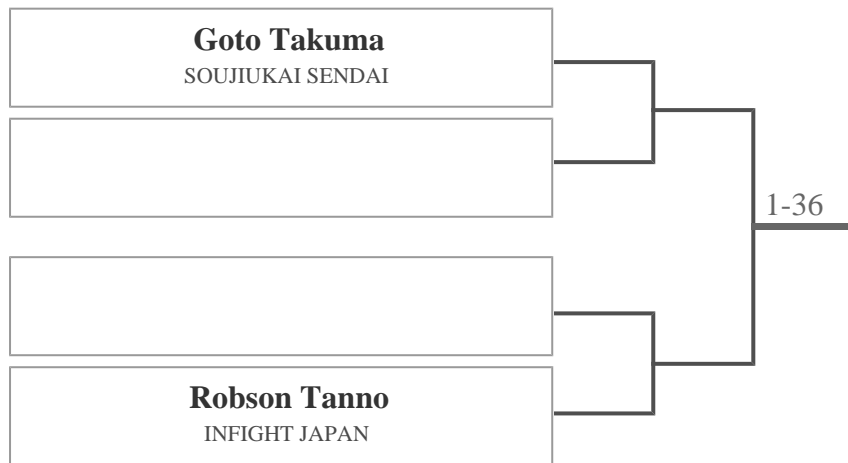 Goto Takuma
SOUJIUKAI SENDAI
1-36
Robson Tanno
INFIGHT JAPAN